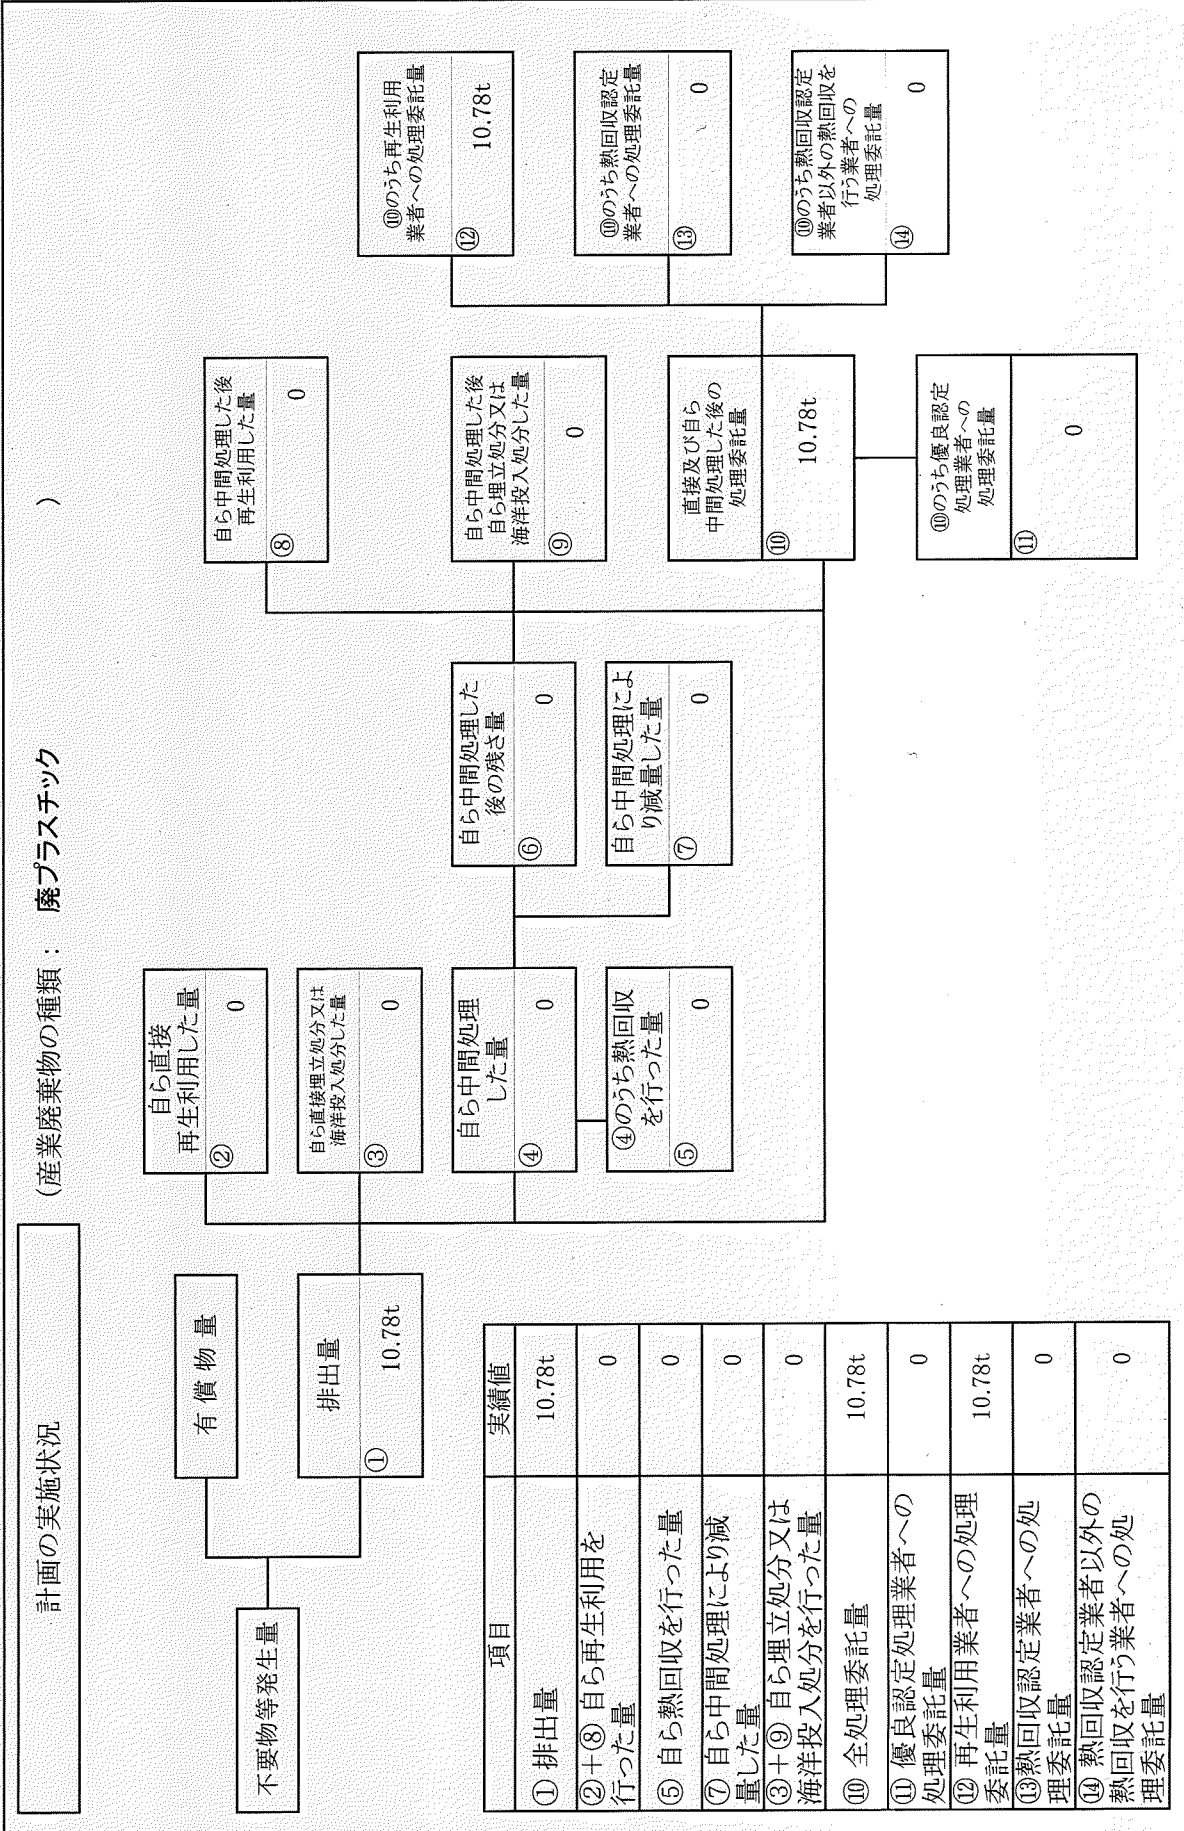 計画の実施状況
（産業廃棄物の種類： 廃プラスチック ）
不要物等発生量
有償物量
排出量
① 10.78t
自ら直接
再生利用した量
② 0
自ら直接埋立処分又は
海洋投入処分した量
③ 0
自ら中間処理
した量
④ 0
④のうち熱回収
を行った量
⑤ 0
自ら中間処理した
後の残さ量
⑥ 0
自ら中間処理によ
り減量した量
⑦ 0
自ら中間処理した後
再生利用した量
⑧ 0
自ら中間処理した後
自ら埋立処分又は
海洋投入処分した量
⑨ 0
直接及び自ら
中間処理した後の
処理委託量
⑩ 10.78t
⑩のうち優良認定
処理業者への
処理委託量
⑪ 0
⑩のうち再生利用
業者への処理委託量
⑫ 10.78t
⑩のうち熱回収認定
業者への処理委託量
⑬ 0
⑩のうち熱回収認定
業者以外の熱回収を
行う業者への
処理委託量
⑭ 0
項目 実績値
① 排出量 10.78t
②＋⑧ 自ら再生利用を
行った量 0
⑤ 自ら熱回収を行った量 0
⑦ 自ら中間処理により減
量した量 0
③＋⑨ 自ら埋立処分又は
海洋投入処分を行った量 0
⑩ 全処理委託量 10.78t
⑪ 優良認定処理業者への
処理委託量 0
⑫ 再生利用業者への処理
委託量 10.78t
⑬熱回収認定業者への処
理委託量 0
⑭ 熱回収認定業者以外の
熱回収を行う業者への処
理委託量 0